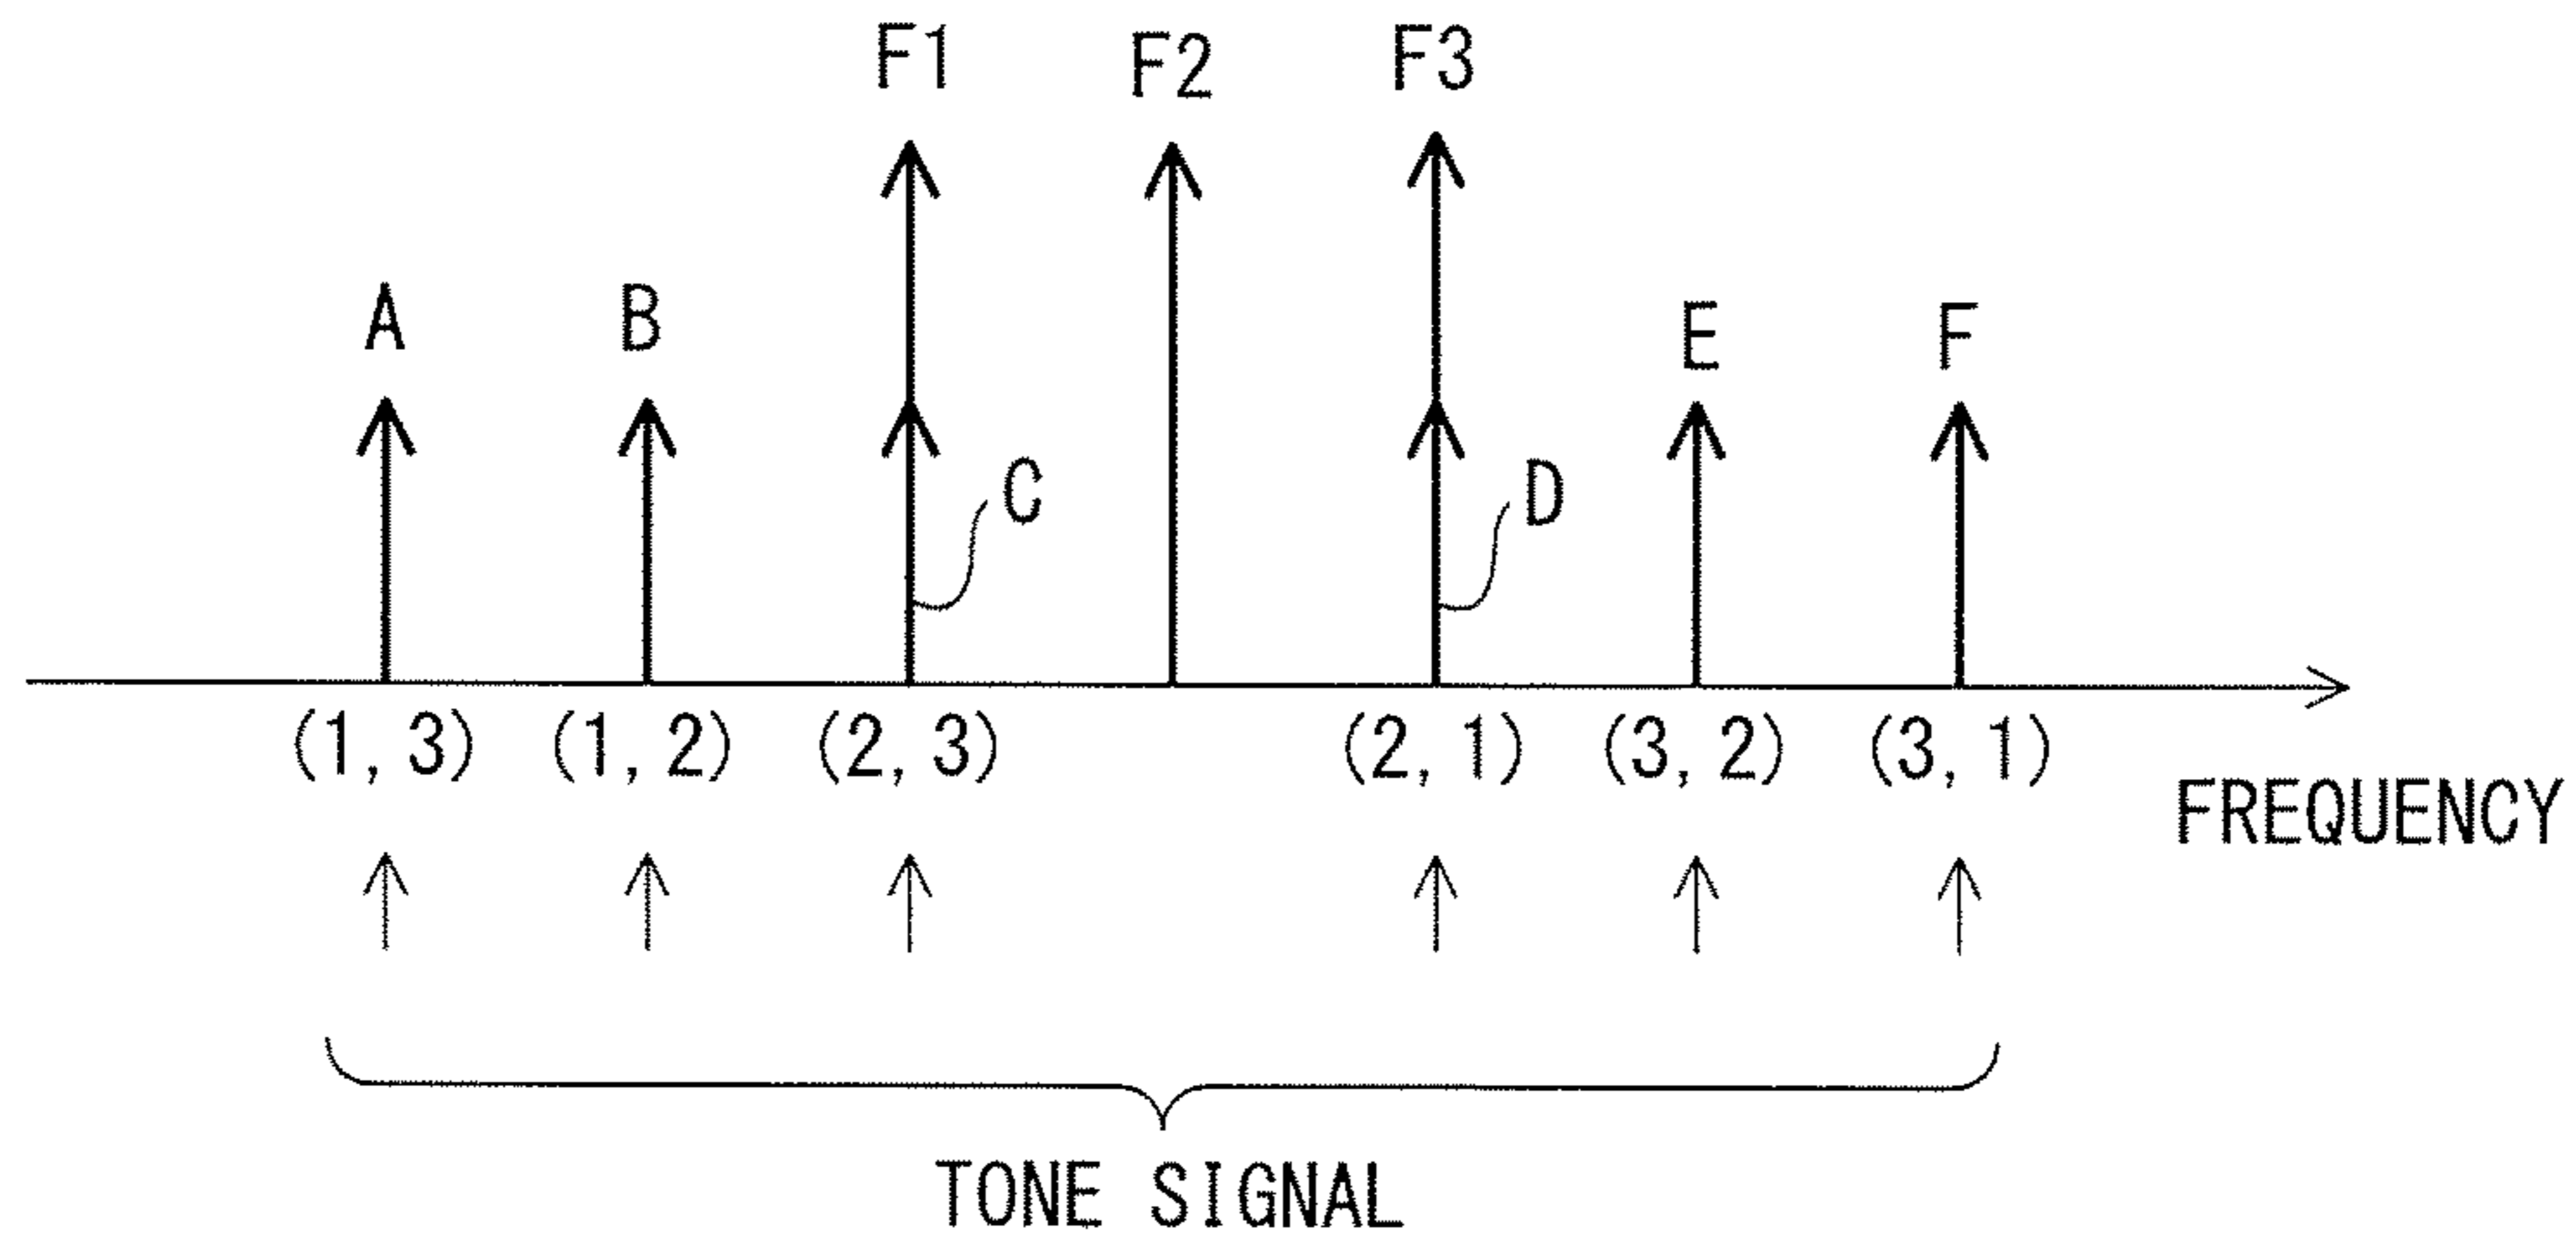 F1 F2 F3
A B E F
C D
(1, 3) (1, 2) (2, 3) (2, 1) (3, 2) (3, 1)
FREQUENCY
TONE SIGNAL